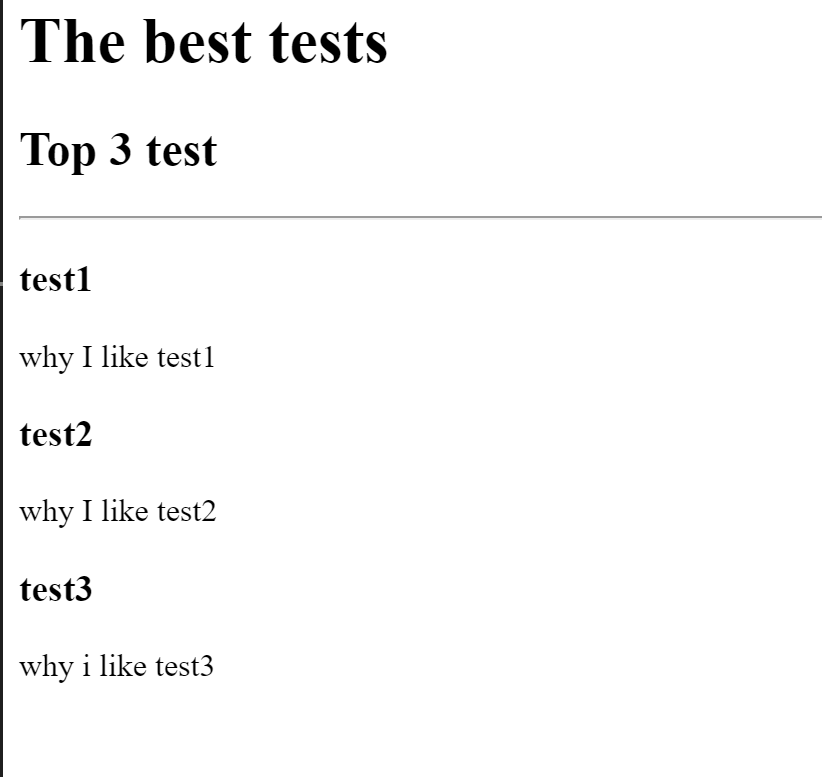 The best tests
Top 3 test
test1
why I like test1
test2
why I like test2
test3
why i like test3